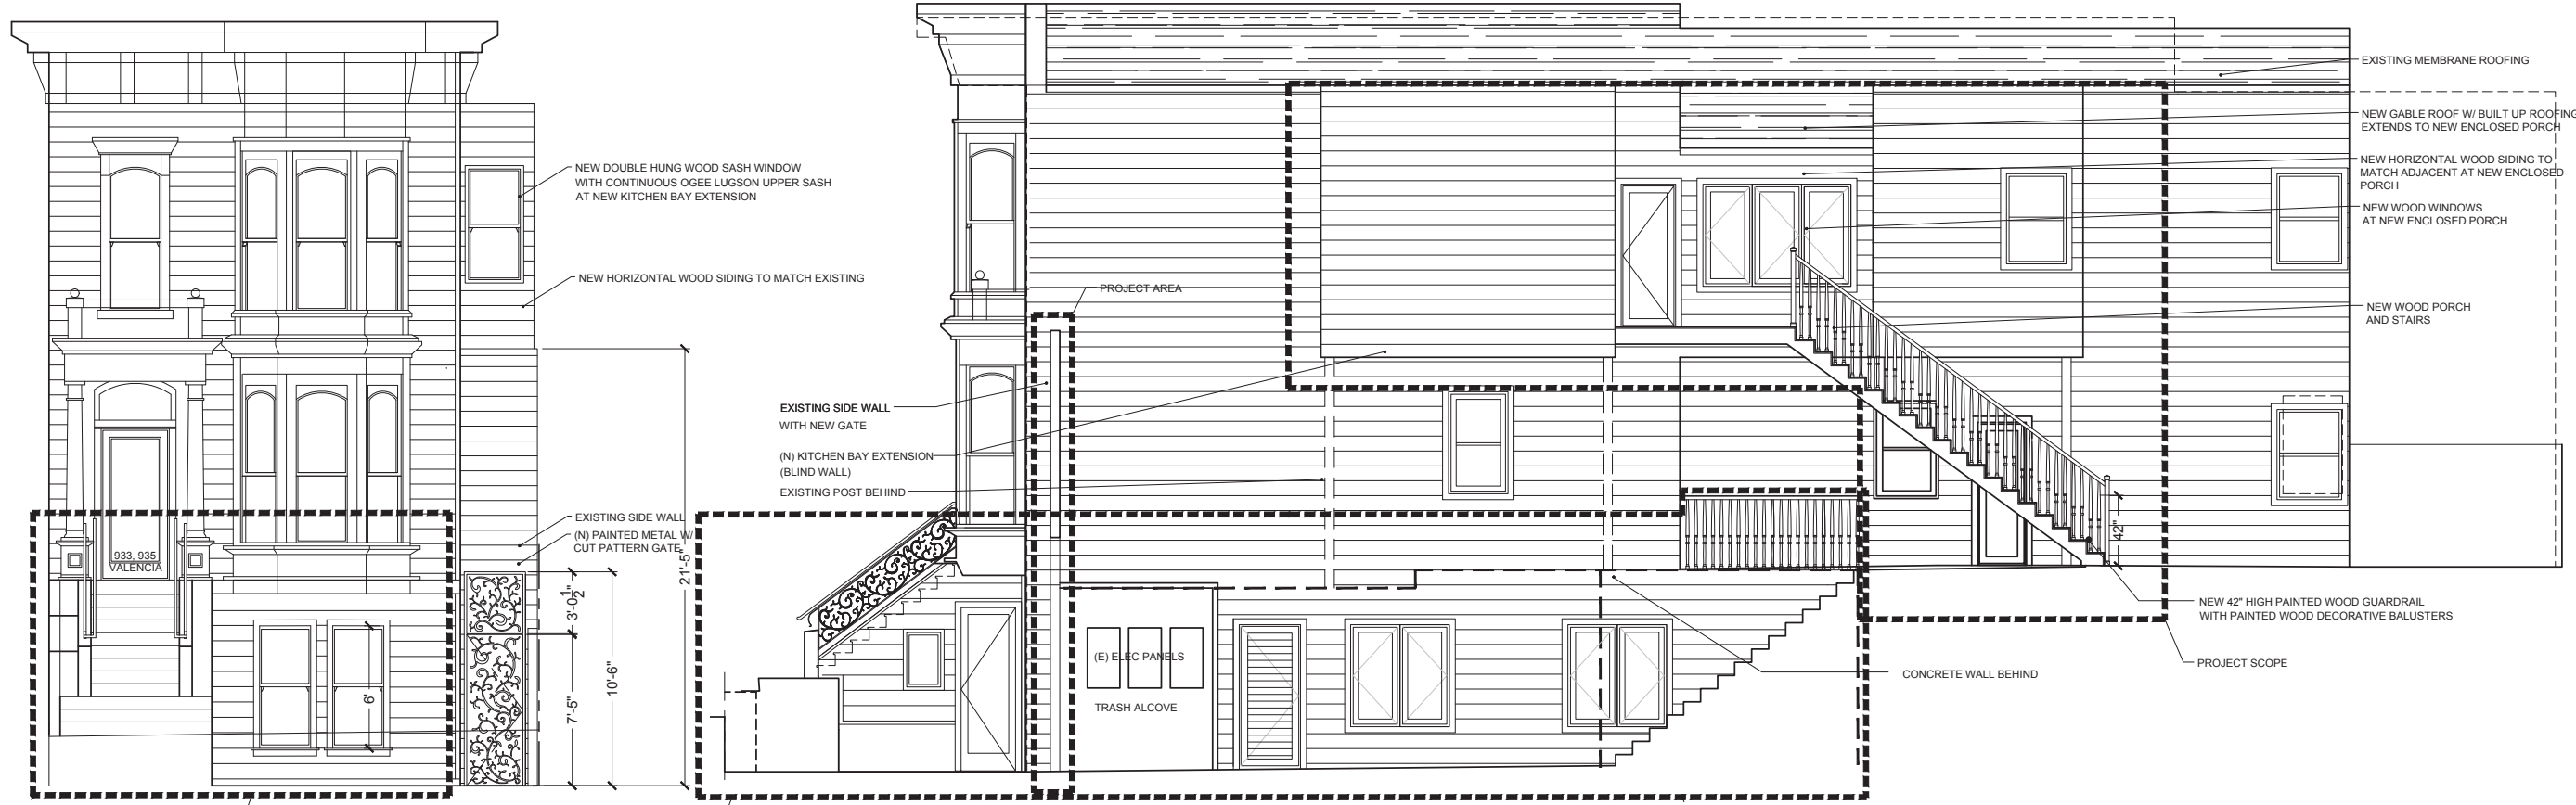 NEW DOUBLE HUNG WOOD SASH WINDOW
WITH CONTINUOUS OGEE LUGSON UPPER SASH
AT NEW KITCHEN BAY EXTENSION
NEW HORIZONTAL WOOD SIDING TO MATCH EXISTING
EXISTING SIDE WALL
(N) PAINTED METAL W/
CUT PATTERN GATE
933, 935
VALENCIA
6'
3'-0 1/2"
7'-5"
10'-6"
21'-5"
PROJECT AREA
EXISTING SIDE WALL
WITH NEW GATE
(N) KITCHEN BAY EXTENSION
(BLIND WALL)
EXISTING POST BEHIND
(E) ELEC PANELS
TRASH ALCOVE
EXISTING MEMBRANE ROOFING
NEW GABLE ROOF W/ BUILT UP ROOFING
EXTENDS TO NEW ENCLOSED PORCH
NEW HORIZONTAL WOOD SIDING TO
MATCH ADJACENT AT NEW ENCLOSED
PORCH
NEW WOOD WINDOWS
AT NEW ENCLOSED PORCH
NEW WOOD PORCH
AND STAIRS
42"
NEW 42" HIGH PAINTED WOOD GUARDRAIL
WITH PAINTED WOOD DECORATIVE BALUSTERS
PROJECT SCOPE
CONCRETE WALL BEHIND